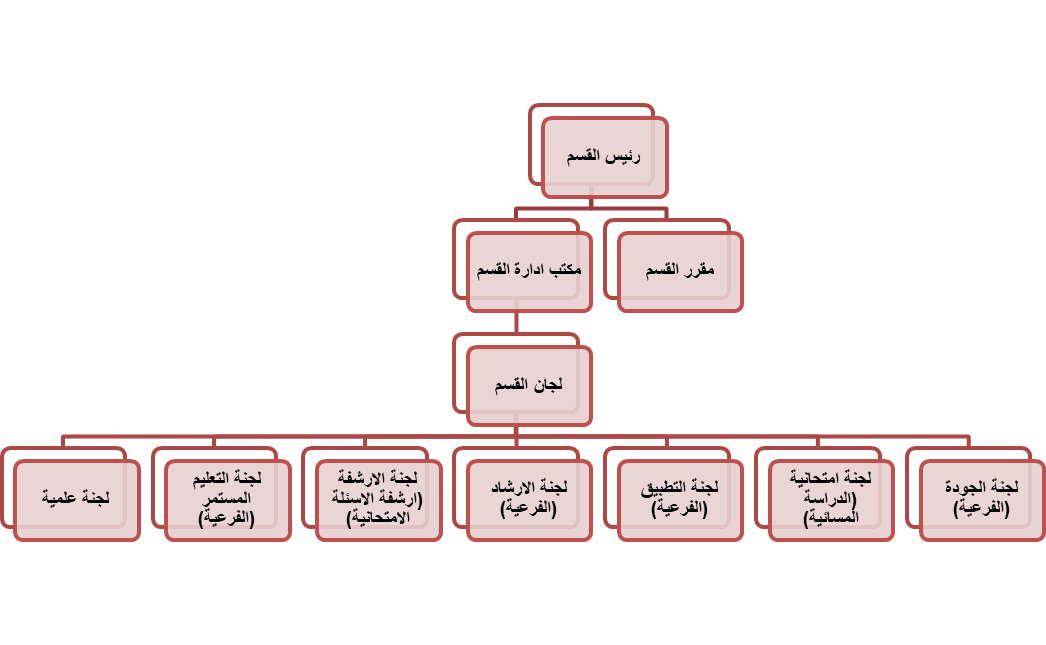 رئيس القسم
مقرر القسم
مكتب ادارة القسم
لجان القسم
لجنة الجودة
(الفرعية)
لجنة امتحانية
(الدراسة
المسائية)
لجنة التطبيق
(الفرعية)
لجنة الارشاد
(الفرعية)
لجنة الارشفة
(ارشفة الاسئلة
الامتحانية)
لجنة التعليم
المستمر
(الفرعية)
لجنة علمية